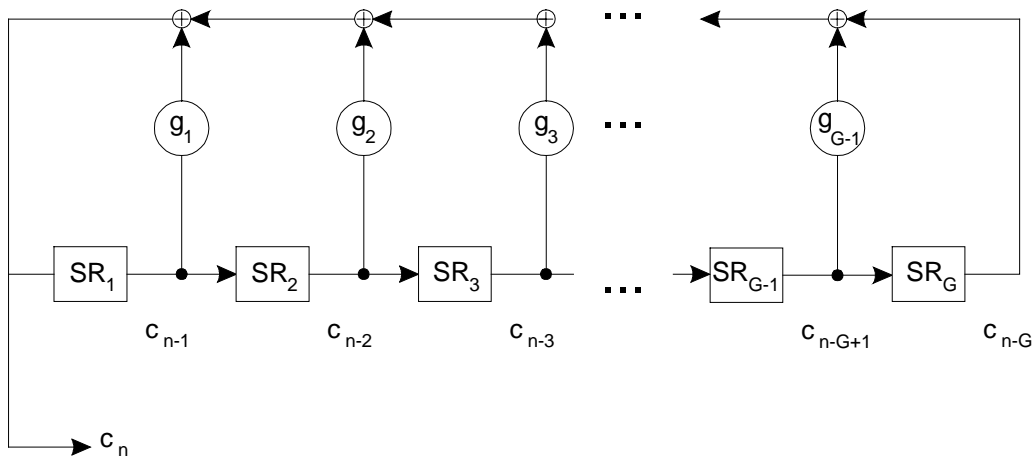 ...
g1 g2 g3 ... gG-1
SR1 SR2 SR3 ... SRG-1 SRG
cn-1 cn-2 cn-3 cn-G+1 cn-G
cn